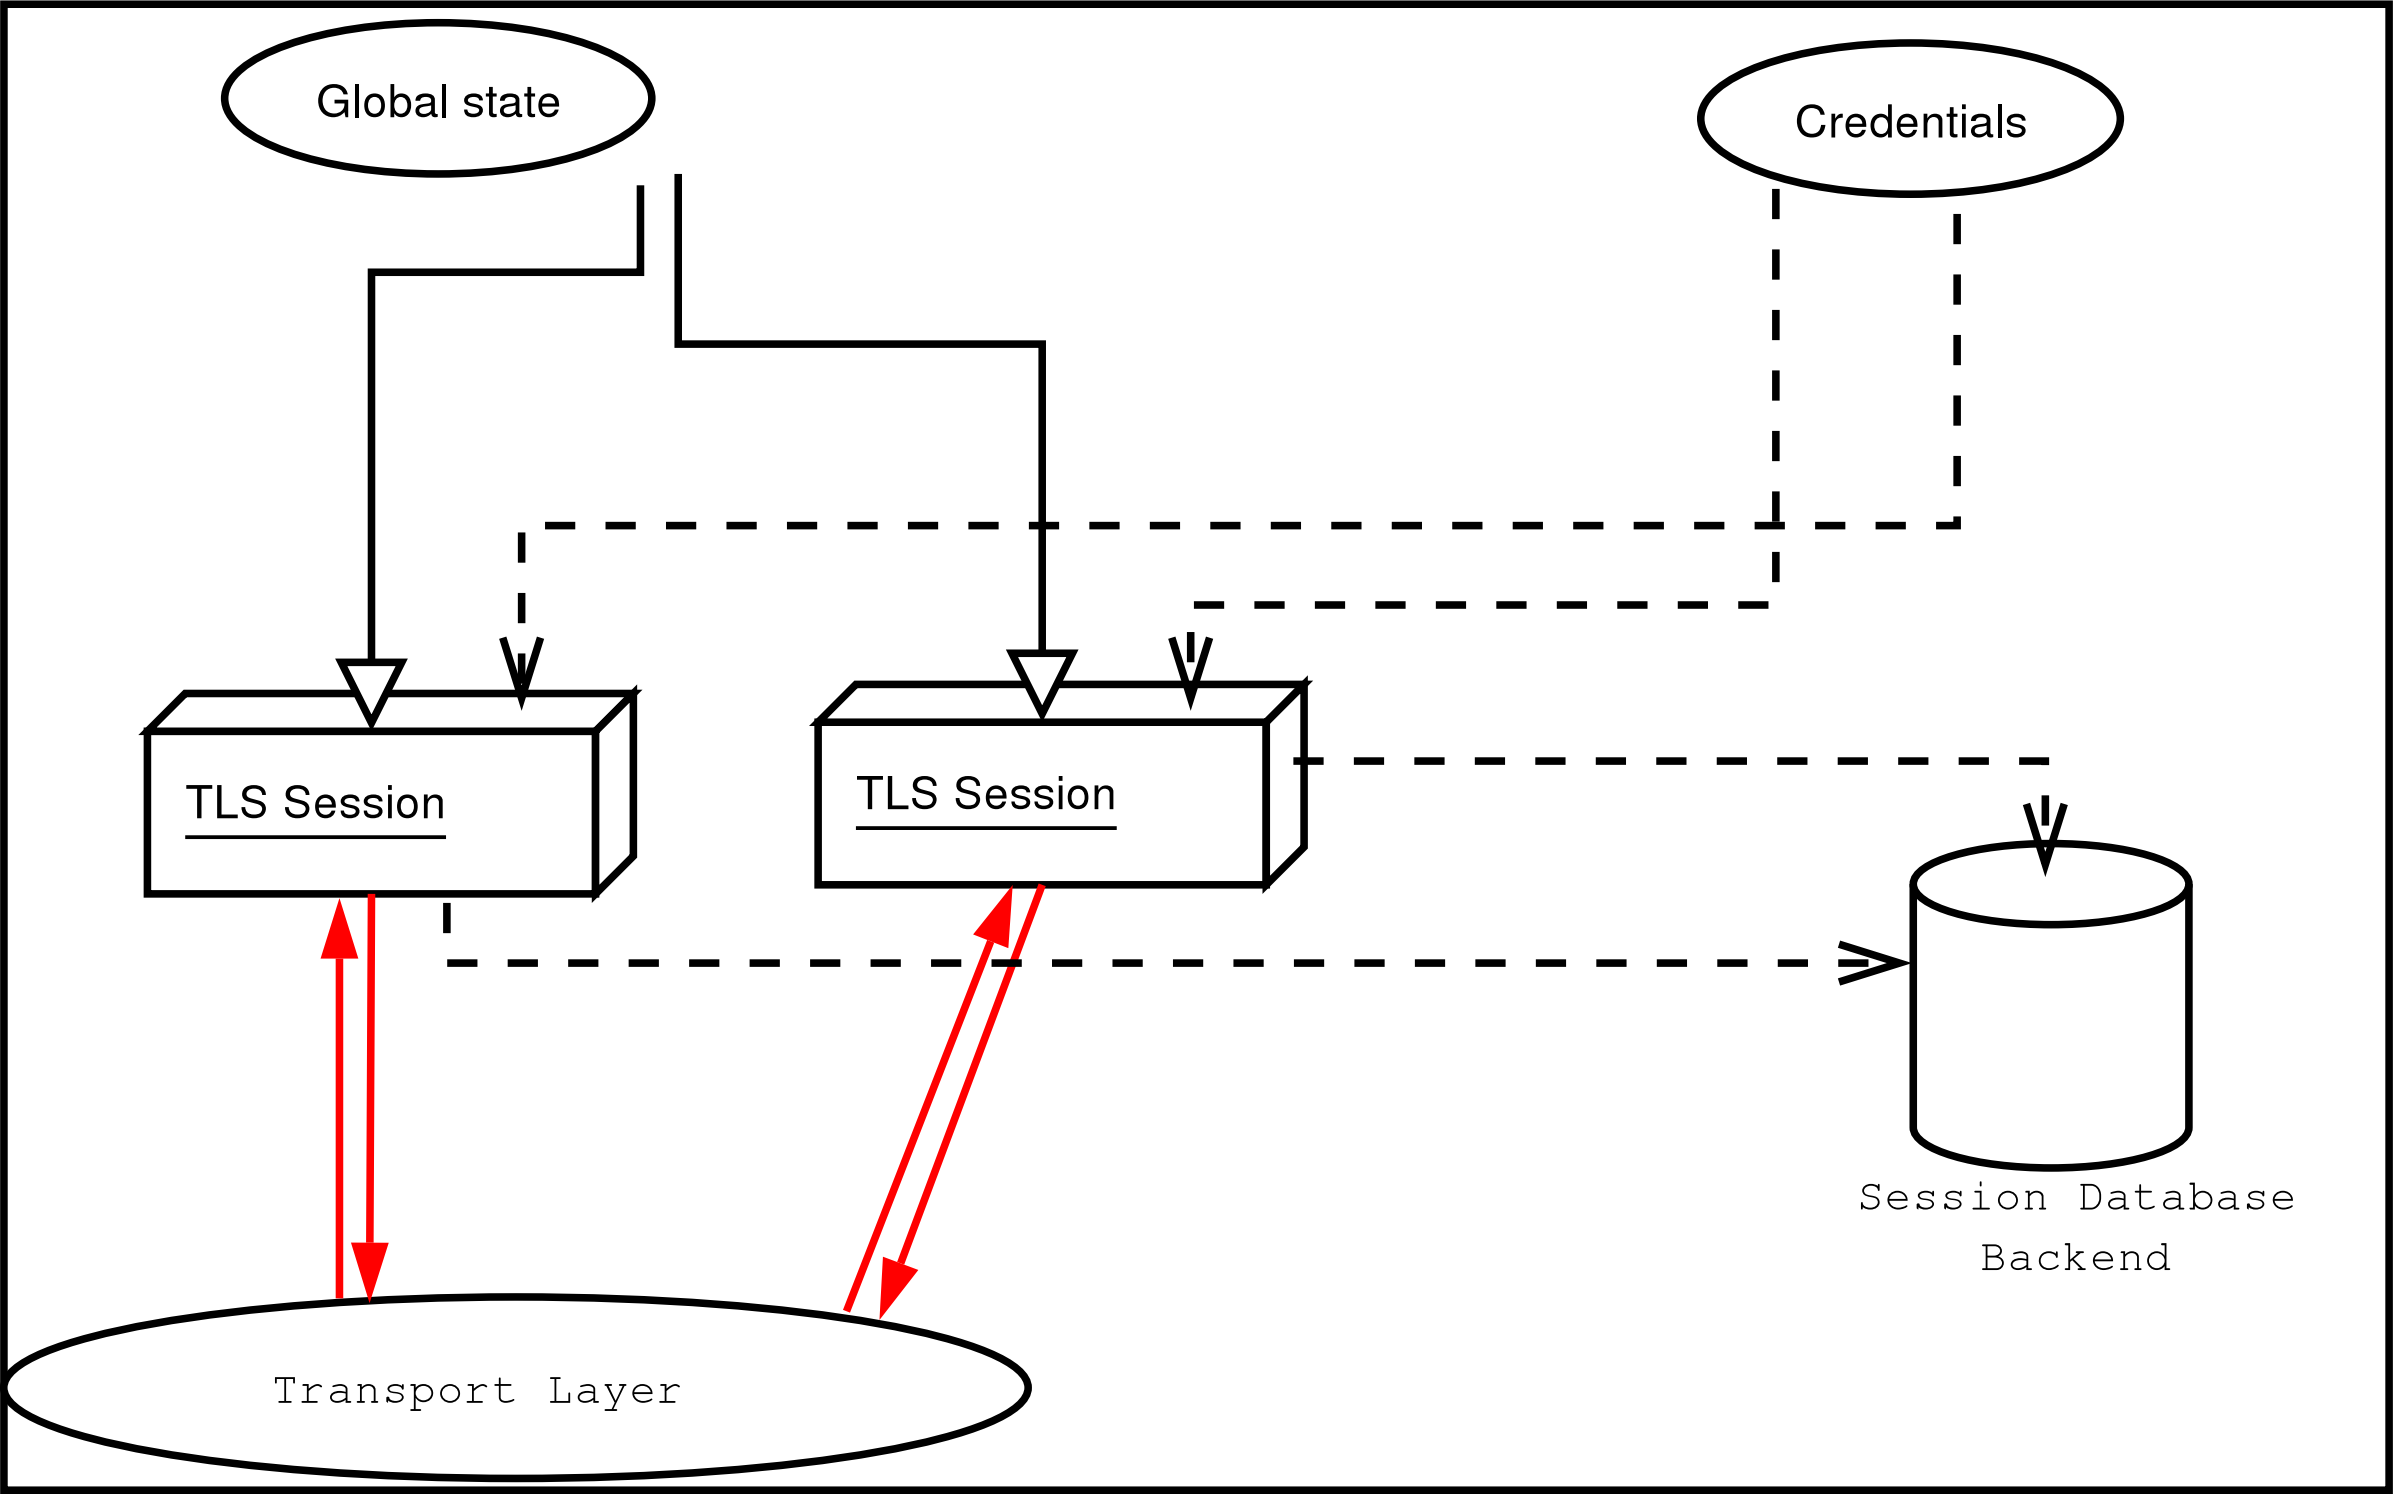 Global state
Credentials
TLS Session
TLS Session
Session Database
Backend
Transport Layer